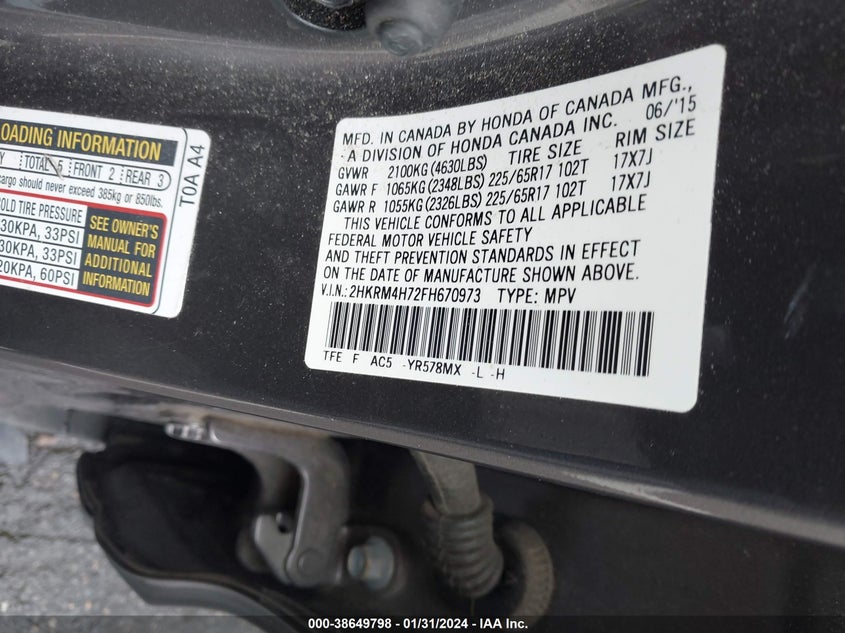 OADING INFORMATION
Y TOTAL 5 FRONT 2 REAR 3
cargo should never exceed 385kg or 850lbs.
OLD TIRE PRESSURE
30KPA, 33PSI
30KPA, 33PSI
20KPA, 60PSI
SEE OWNER'S
MANUAL FOR
ADDITIONAL
INFORMATION
T0A A4
MFD. IN CANADA BY HONDA OF CANADA MFG.,
A DIVISION OF HONDA CANADA INC. 06/'15
GVWR 2100KG (4630LBS) TIRE SIZE RIM SIZE
GAWR F 1065KG (2348LBS) 225/65R17 102T 17X7J
GAWR R 1055KG (2326LBS) 225/65R17 102T 17X7J
THIS VEHICLE CONFORMS TO ALL APPLICABLE
FEDERAL MOTOR VEHICLE SAFETY
AND THEFT PREVENTION STANDARDS IN EFFECT
ON THE DATE OF MANUFACTURE SHOWN ABOVE.
V.I.N.: 2HKRM4H72FH670973 TYPE: MPV
TFE F AC5 -YR578MX -L -H
000-38649798 - 01/31/2024 - IAA Inc.